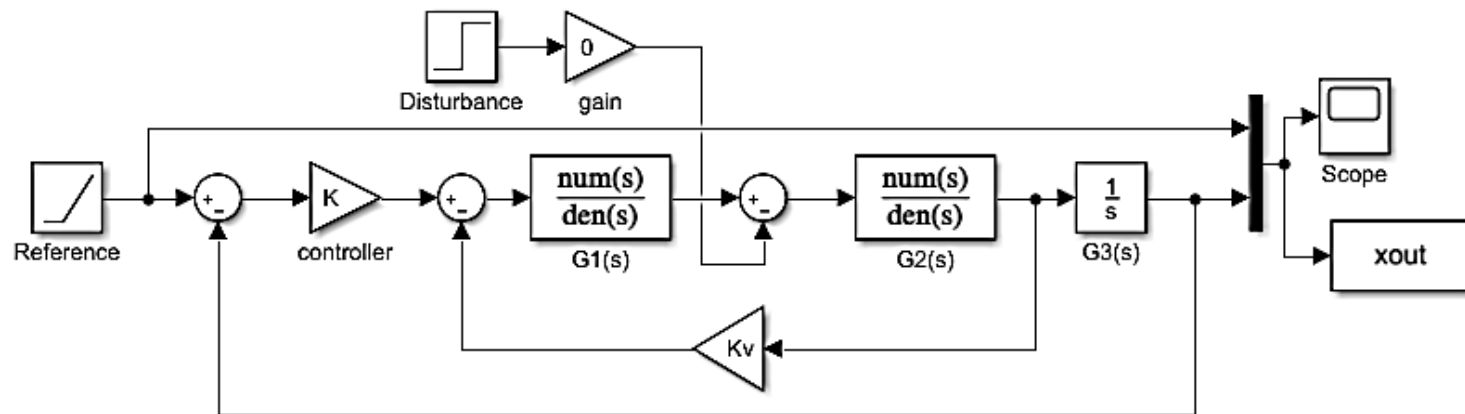 0
Disturbance
gain
Reference
+
-
K
controller
+
-
num(s)
den(s)
G1(s)
+
-
num(s)
den(s)
G2(s)
1
s
G3(s)
Scope
xout
Kv